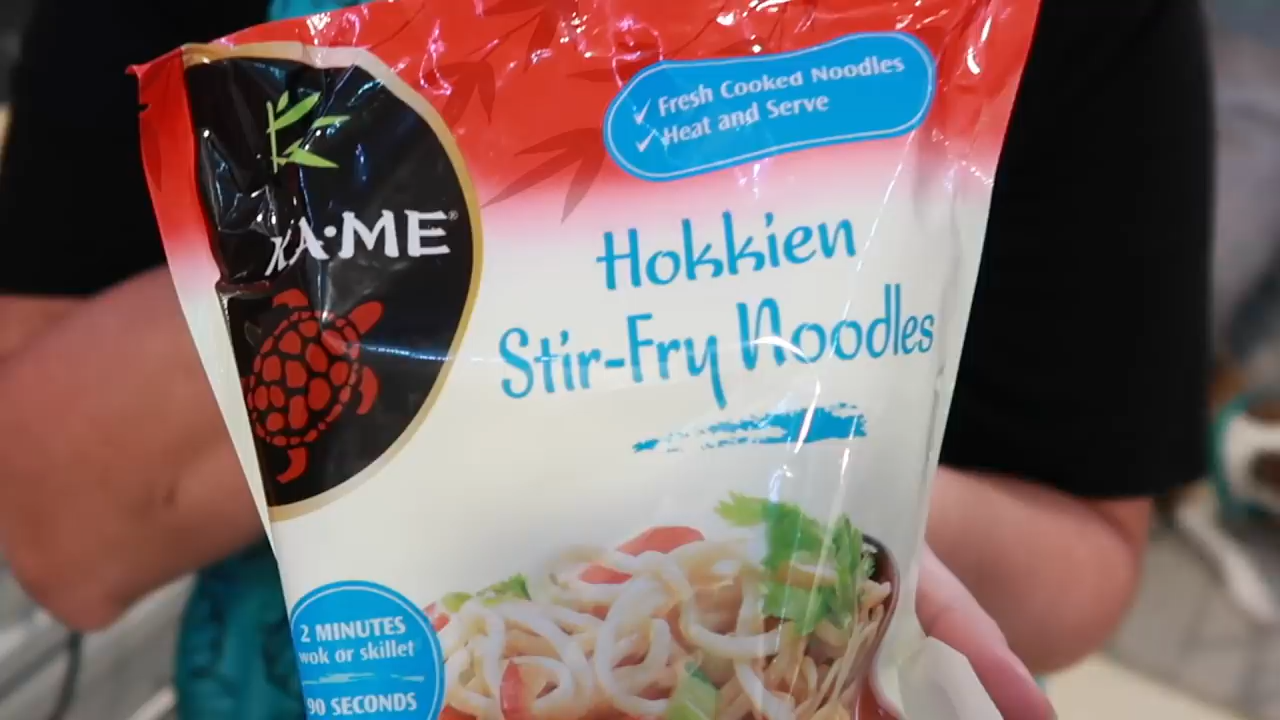 Fresh Cooked Noodles
Heat and Serve
KA·ME®
Hokkien
Stir-Fry Noodles
2 MINUTES
wok or skillet
90 SECONDS